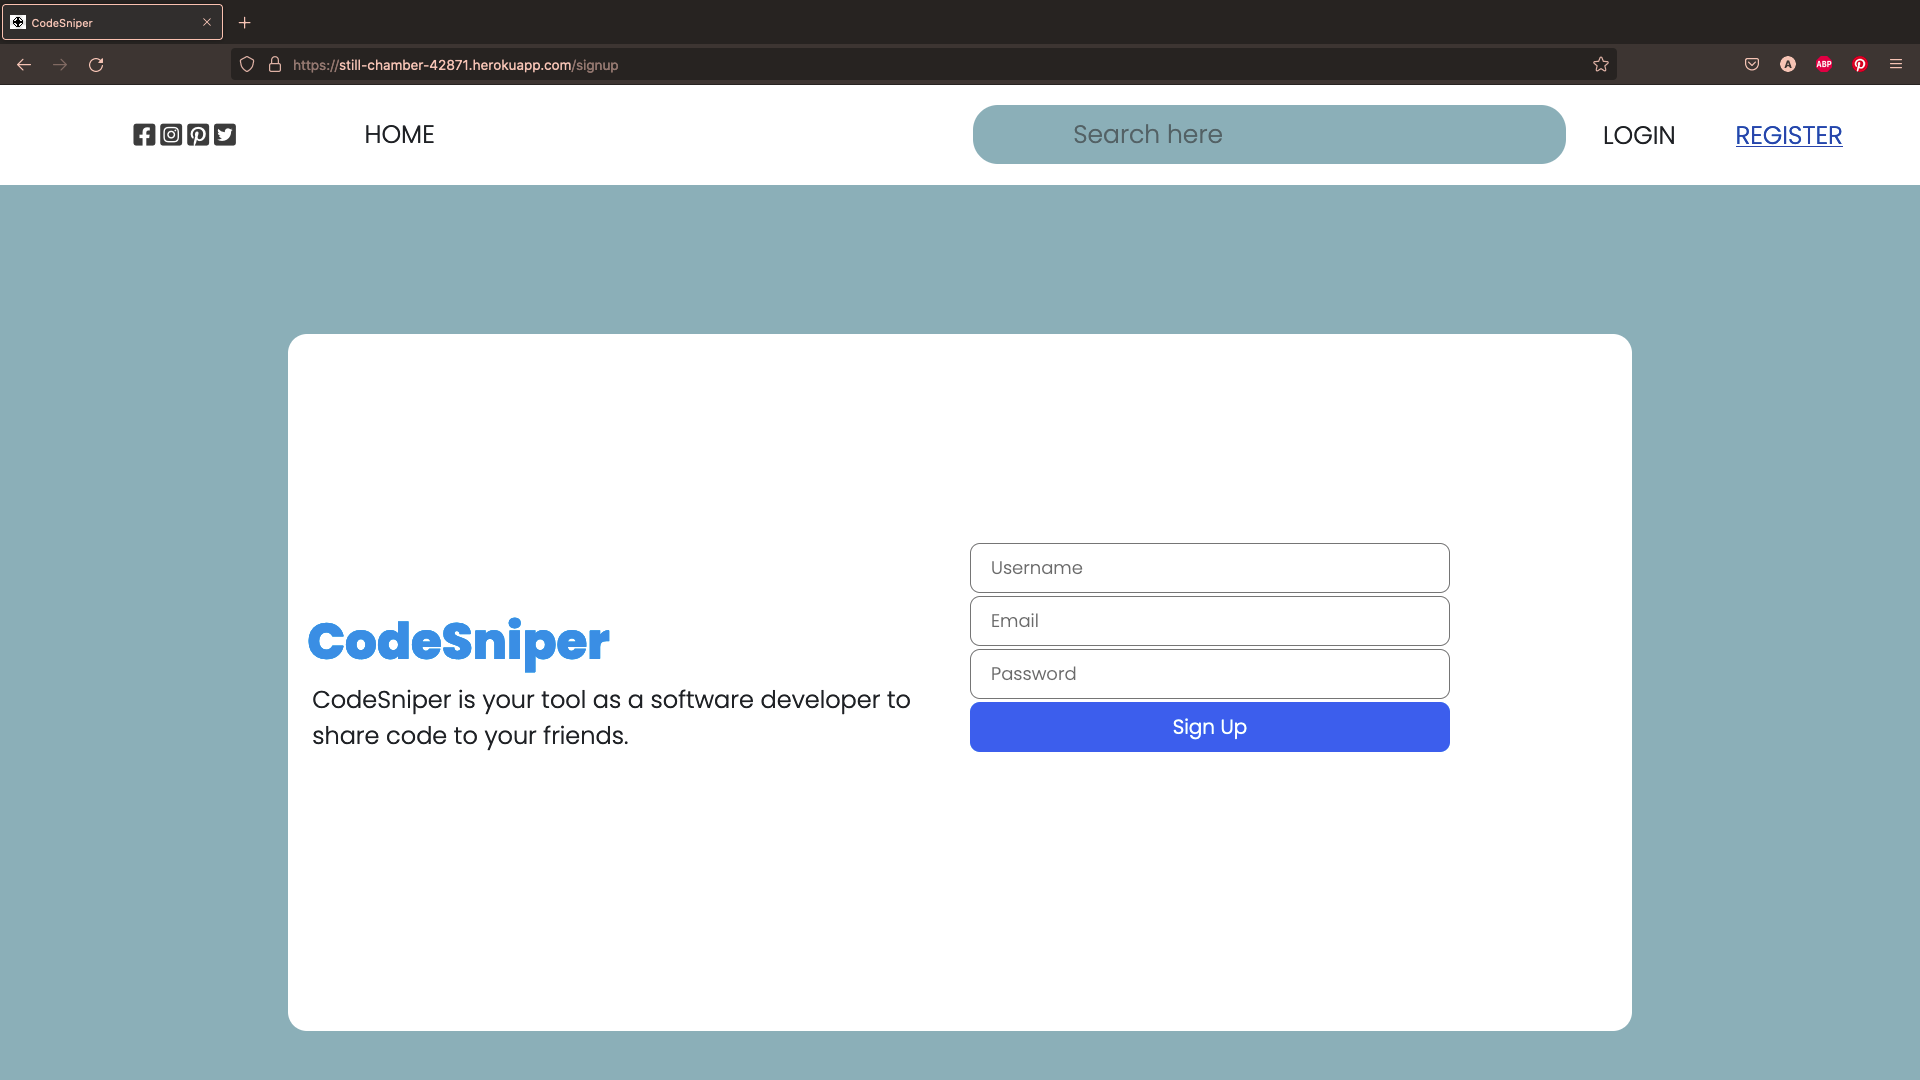 CodeSniper
https://still-chamber-42871.herokuapp.com/signup
A
ABP
HOME
Search here
LOGIN
REGISTER
CodeSniper
CodeSniper is your tool as a software developer to
share code to your friends.
Username
Email
Password
Sign Up